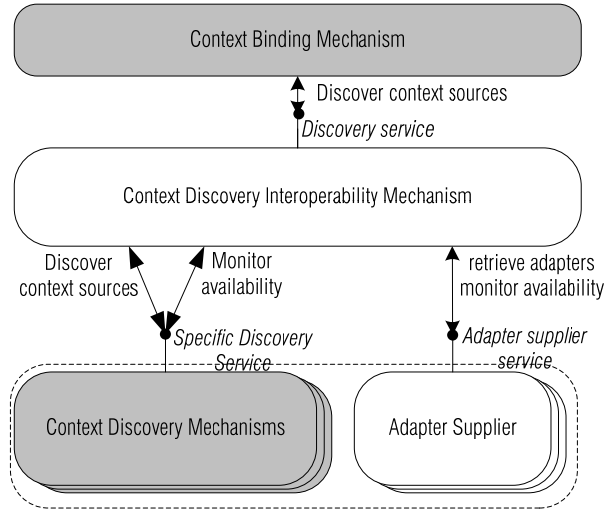 Context Binding Mechanism
Discover context sources
Discovery service
Context Discovery Interoperability Mechanism
Discover
context sources
Monitor
availability
retrieve adapters
monitor availability
Specific Discovery
Service
Adapter supplier
service
Context Discovery Mechanisms
Adapter Supplier